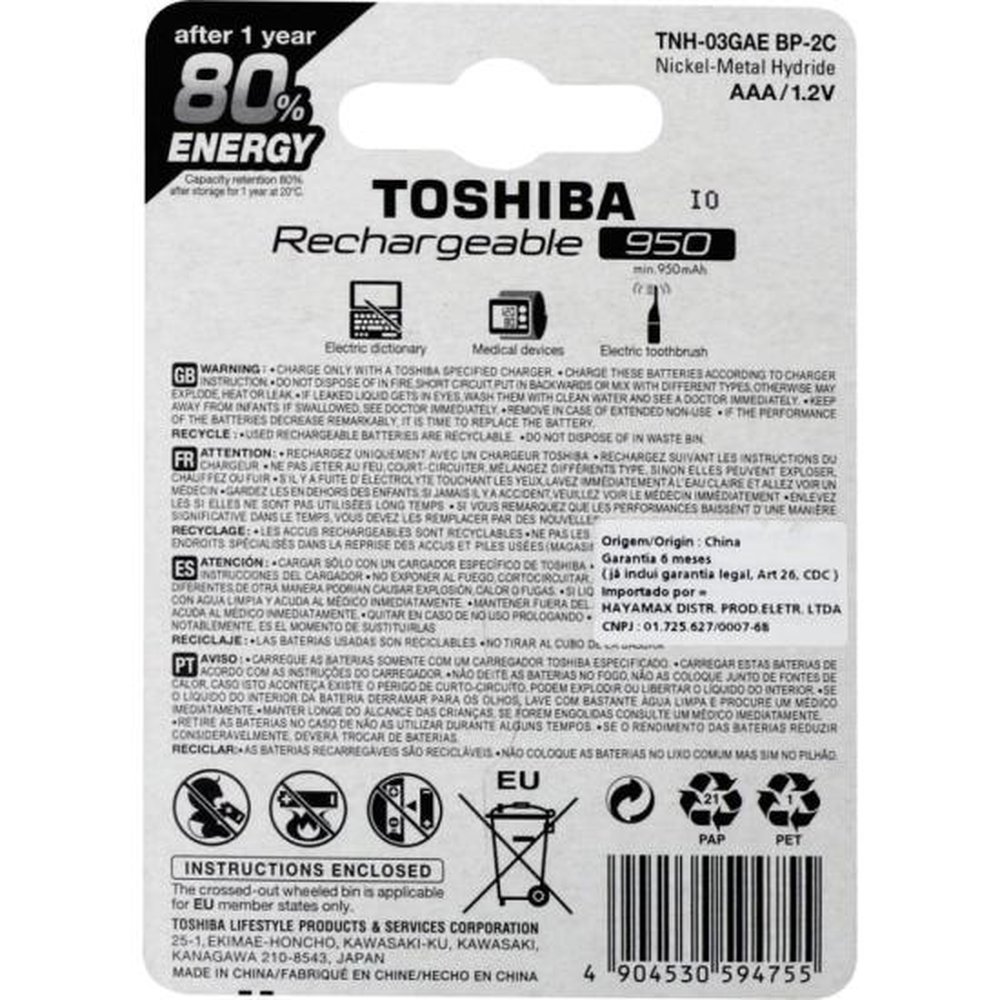 after 1 year
80%
ENERGY
Capacity retention 80%
after storage for 1 year at 20°C.
TNH-03GAE BP-2C
Nickel-Metal Hydride
AAA/1.2V
TOSHIBA IO
Rechargeable 950
min.950mAh
Electric dictionary Medical devices Electric toothbrush
GB WARNING: •CHARGE ONLY WITH A TOSHIBA SPECIFIED CHARGER. •CHARGE THESE BATTERIES ACCORDING TO CHARGER
INSTRUCTION. •DO NOT DISPOSE OF IN FIRE, SHORT CIRCUIT, PUT IN BACKWARDS OR MIX WITH DIFFERENT TYPES, OTHERWISE MAY
EXPLODE, HEAT OR LEAK. •IF LEAKED LIQUID GETS IN EYES, WASH THEM WITH CLEAN WATER AND SEE A DOCTOR IMMEDIATELY. •KEEP
AWAY FROM INFANTS IF SWALLOWED, SEE DOCTOR IMMEDIATELY. •REMOVE IN CASE OF EXTENDED NON-USE •IF THE PERFORMANCE
OF THE BATTERIES DECREASE REMARKABLY, IT IS TIME TO REPLACE THE BATTERY.
RECYCLE: •USED RECHARGEABLE BATTERIES ARE RECYCLABLE. •DO NOT DISPOSE OF IN WASTE BIN.
FR ATTENTION: •RECHARGEZ UNIQUEMENT AVEC UN CHARGEUR TOSHIBA •RECHARGEZ SUIVANT LES INSTRUCTIONS DU
CHARGEUR •NE PAS JETER AU FEU, COURT-CIRCUITER, MÉLANGEZ DIFFÉRENTS TYPE, SINON ELLES PEUVENT EXPLOSER,
CHAUFFEZ OU FUIR •S'IL Y A FUITE D'ÉLECTROLYTE TOUCHANT LES YEUX, LAVEZ IMMÉDIATEMENT À L'EAU CLAIRE ET ALLEZ VOIR UN
MÉDECIN •GARDEZ LES EN DEHORS DES ENFANTS, SI JAMAIS IL Y A ACCIDENT, VEUILLEZ VOIR LE MÉDECIN IMMÉDIATEMENT •ENLEVEZ
LES SI ELLES NE SONT PAS UTILISÉES LONG TEMPS •SI VOUS REMARQUEZ QUE LES PERFORMANCES BAISSENT D'UNE MANIÈRE
SIGNIFICATIVE DANS LE TEMPS, VOUS DEVEZ LES REMPLACER PAR DES NOUVELLES
RECYCLAGE: •LES ACCUS RECHARGEABLES SONT RECYCLABLES •NE PAS LES
ENDROITS SPÉCIALISÉS DANS LA REPRISE DES ACCUS ET PILES USÉES
ES ATENCIÓN: •CARGAR SÓLO CON UN CARGADOR ESPECÍFICO DE TOSHIBA •
INSTRUCCIONES DEL CARGADOR •NO EXPONER AL FUEGO, CORTOCIRCUITAR,
DIFERENTES, DE OTRA MANERA PODRÍAN CAUSAR EXPLOSIÓN, CALOR O FUGAS. •SI
CON AGUA LIMPIA Y ACUDA AL MÉDICO INMEDIATAMENTE. •MANTENER FUERA DEL
ACUDA AL MÉDICO INMEDIATAMENTE. •QUITAR EN CASO DE NO USO PROLONGADO •
NOTABLEMENTE, ES EL MOMENTO DE SUSTITUIRLAS
RECICLAJE: •LAS BATERIAS USADAS SON RECICLABLES •NO TIRAR AL CUBO DE LA BASURA
Origem/Origin : China
Garantia 6 meses
( já inclui garantia legal, Art 26, CDC )
Importado por =
HAYAMAX DISTR. PROD.ELETR. LTDA
CNPJ : 01.725.627/0007-68
PT AVISO: •CARREGUE AS BATERIAS SOMENTE COM UM CARREGADOR TOSHIBA ESPECIFICADO. •CARREGAR ESTAS BATERIAS DE
ACORDO COM AS INSTRUÇÕES DO CARREGADOR. •NÃO DEITE AS BATERIAS NO FOGO, NÃO AS COLOQUE JUNTO DE FONTES DE
CALOR, CASO ISTO ACONTEÇA EXISTE O PERIGO DE CURTO-CIRCUÍTO, PODEM EXPLODIR OU LIBERTAR O LÍQUIDO DO INTERIOR. •SE
O LÍQUIDO DO INTERIOR DA BATERIA DERRAMAR PARA OS OLHOS, LAVE COM BASTANTE ÁGUA LIMPA E PROCURE UM MÉDICO
IMEDIATAMENTE. •MANTER LONGE DO ALCANCE DAS CRIANÇAS, SE FOREM ENGOLIDAS CONSULTE UM MÉDICO IMEDIATAMENTE.
•RETIRE AS BATERIAS NO CASO DE NÃO AS UTILIZAR DURANTE ALGUNS TEMPOS. •SE O RENDIMENTO DAS BATERIAS REDUZIR
CONSIDERAVELMENTE, DEVERÁ TROCAR DE BATERIAS.
RECICLAR: •AS BATERIAS RECARREGÁVEIS SÃO RECICLÁVEIS •NÃO COLOQUE AS BATERIAS NO LIXO COMUM MAS SIM NO PILHÃO.
EU
21 1
PAP PET
INSTRUCTIONS ENCLOSED
The crossed-out wheeled bin is applicable
for EU member states only.
TOSHIBA LIFESTYLE PRODUCTS & SERVICES CORPORATION
25-1, EKIMAE-HONCHO, KAWASAKI-KU, KAWASAKI,
KANAGAWA 210-8543, JAPAN
MADE IN CHINA/FABRIQUÉ EN CHINE/HECHO EN CHINA
4 904530 594755